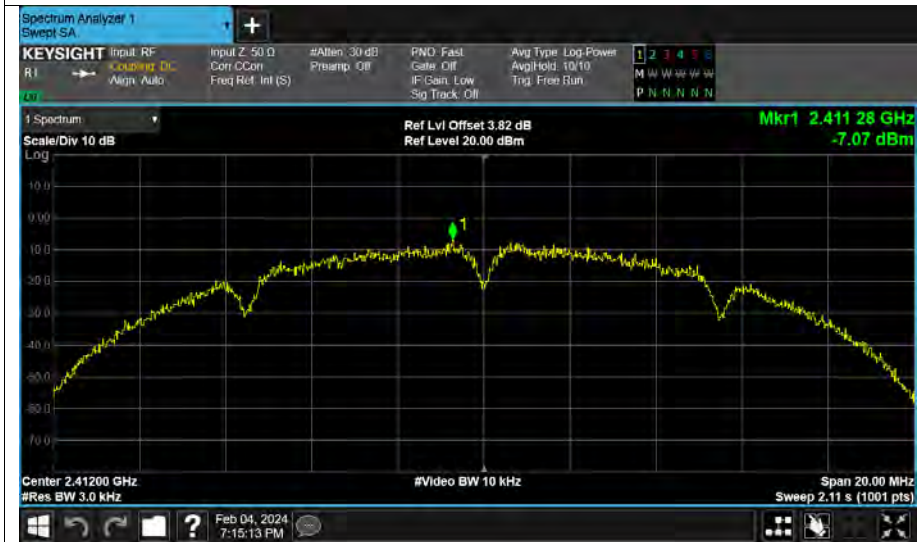 Spectrum Analyzer 1
Swept SA
+
KEYSIGHT Input: RF Input Z: 50 Ω #Atten: 30 dB PNO: Fast Avg Type: Log-Power 1 2 3 4 5 6
Coupling: DC Corr CCorr Preamp: Off Gate: Off Avg|Hold: 10/10 M W W W W W
Align: Auto Freq Ref: Int (S) IF Gain: Low Trig: Free Run
Sig Track: Off P N N N N N
1 Spectrum
Ref Lvl Offset 3.82 dB Mkr1 2.411 28 GHz
Scale/Div 10 dB Ref Level 20.00 dBm -7.07 dBm
Log
10.0
0.00
1
-10.0
-20.0
-30.0
-40.0
-50.0
-60.0
-70.0
Center 2.41200 GHz #Video BW 10 kHz Span 20.00 MHz
#Res BW 3.0 kHz Sweep 2.11 s (1001 pts)
? Feb 04, 2024
7:15:13 PM